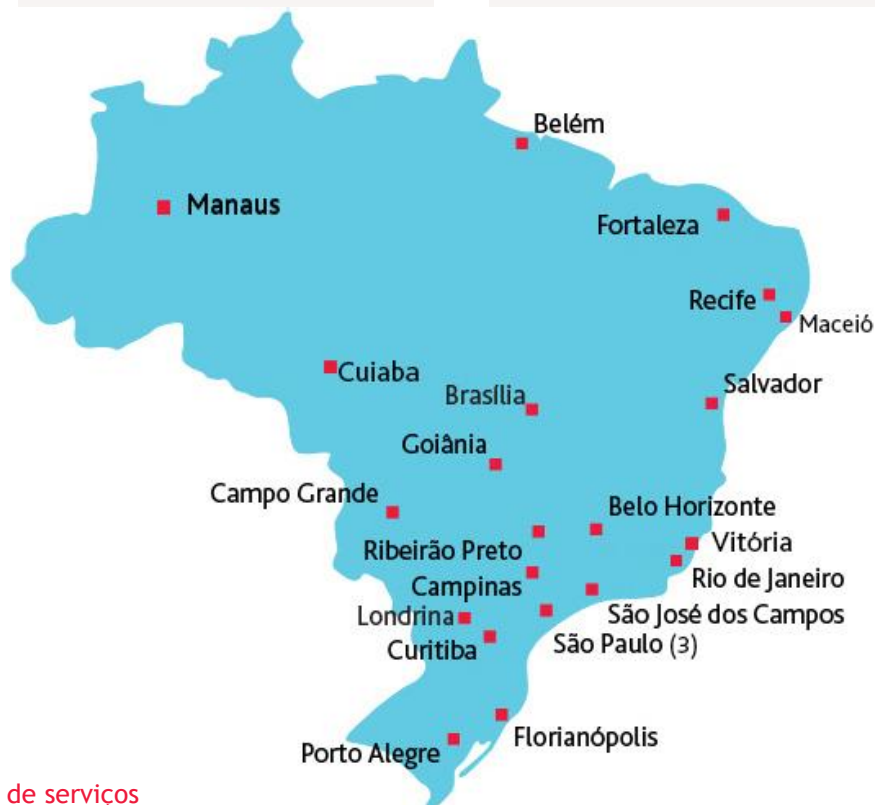 Belém
Manaus
Fortaleza
Recife
Maceió
Cuiaba
Salvador
Brasília
Goiânia
Campo Grande
Belo Horizonte
Vitória
Ribeirão Preto
Rio de Janeiro
Campinas
São José dos Campos
Londrina
São Paulo (3)
Curitiba
Florianópolis
Porto Alegre
de serviços